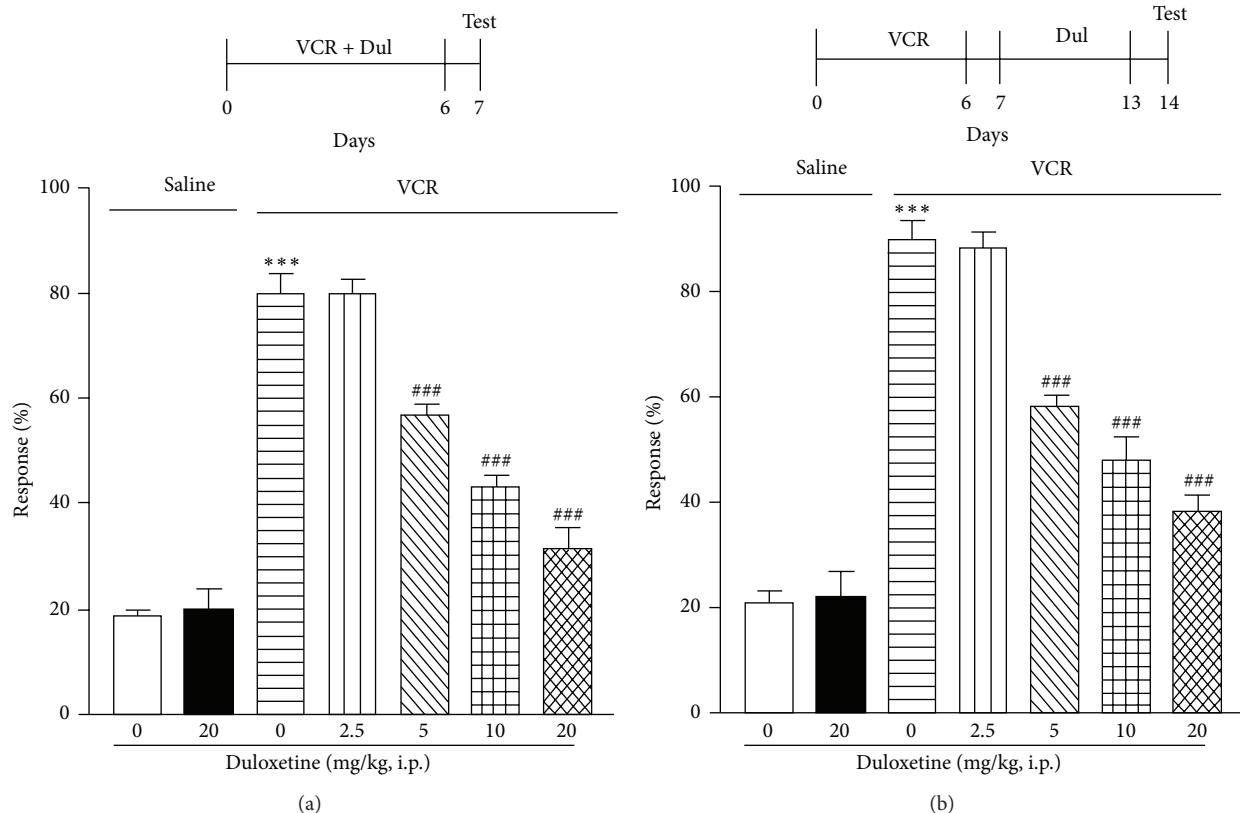 Test
VCR + Dul
0 6 7
Days
Saline
VCR
100
80
60
40
20
0
Response (%)
***
###
###
###
0 20 0 2.5 5 10 20
Duloxetine (mg/kg, i.p.)
(a)
Test
VCR Dul
0 6 7 13 14
Days
Saline
VCR
100
80
60
40
20
0
Response (%)
***
###
###
###
0 20 0 2.5 5 10 20
Duloxetine (mg/kg, i.p.)
(b)